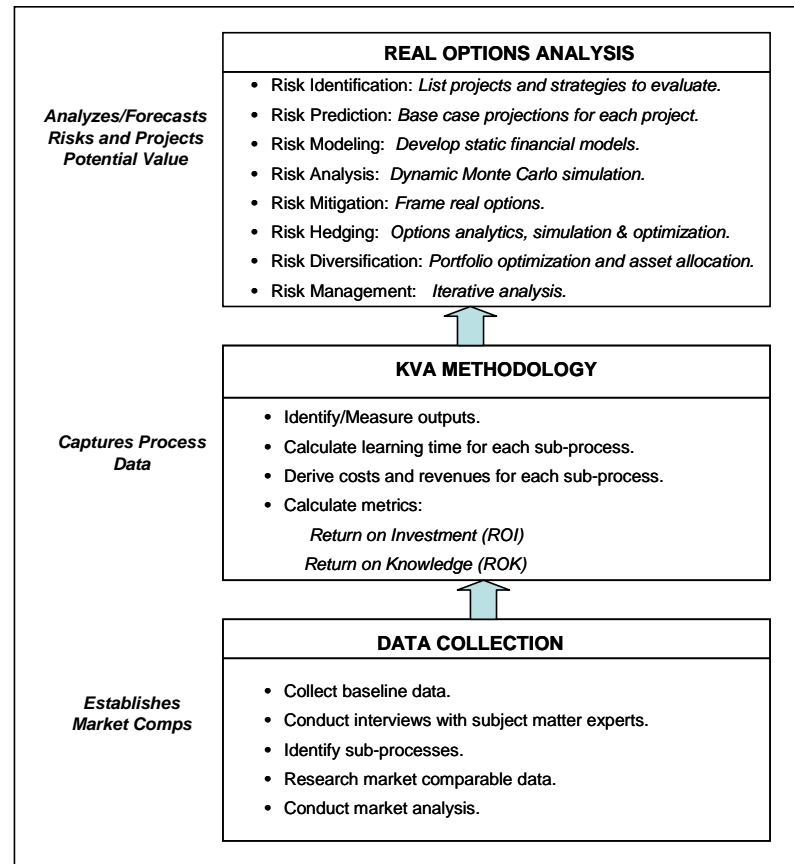 REAL OPTIONS ANALYSIS
Analyzes/Forecasts
Risks and Projects
Potential Value
• Risk Identification: List projects and strategies to evaluate.
• Risk Prediction: Base case projections for each project.
• Risk Modeling: Develop static financial models.
• Risk Analysis: Dynamic Monte Carlo simulation.
• Risk Mitigation: Frame real options.
• Risk Hedging: Options analytics, simulation & optimization.
• Risk Diversification: Portfolio optimization and asset allocation.
• Risk Management: Iterative analysis.
KVA METHODOLOGY
Captures Process
Data
• Identify/Measure outputs.
• Calculate learning time for each sub-process.
• Derive costs and revenues for each sub-process.
• Calculate metrics:
Return on Investment (ROI)
Return on Knowledge (ROK)
DATA COLLECTION
Establishes
Market Comps
• Collect baseline data.
• Conduct interviews with subject matter experts.
• Identify sub-processes.
• Research market comparable data.
• Conduct market analysis.